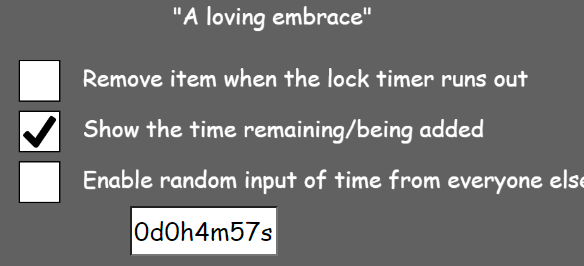 "A loving embrace"
Remove item when the lock timer runs out
Show the time remaining/being added
Enable random input of time from everyone else
0d0h4m57s